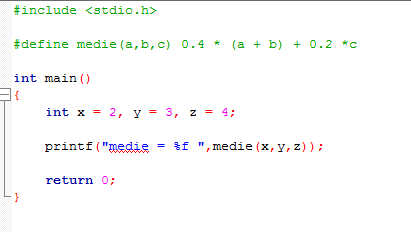 #include <stdio.h>
#define medie(a,b,c) 0.4 * (a + b) + 0.2 *c
int main()
{
int x = 2, y = 3, z = 4;
printf("medie = %f ",medie(x,y,z));
return 0;
}